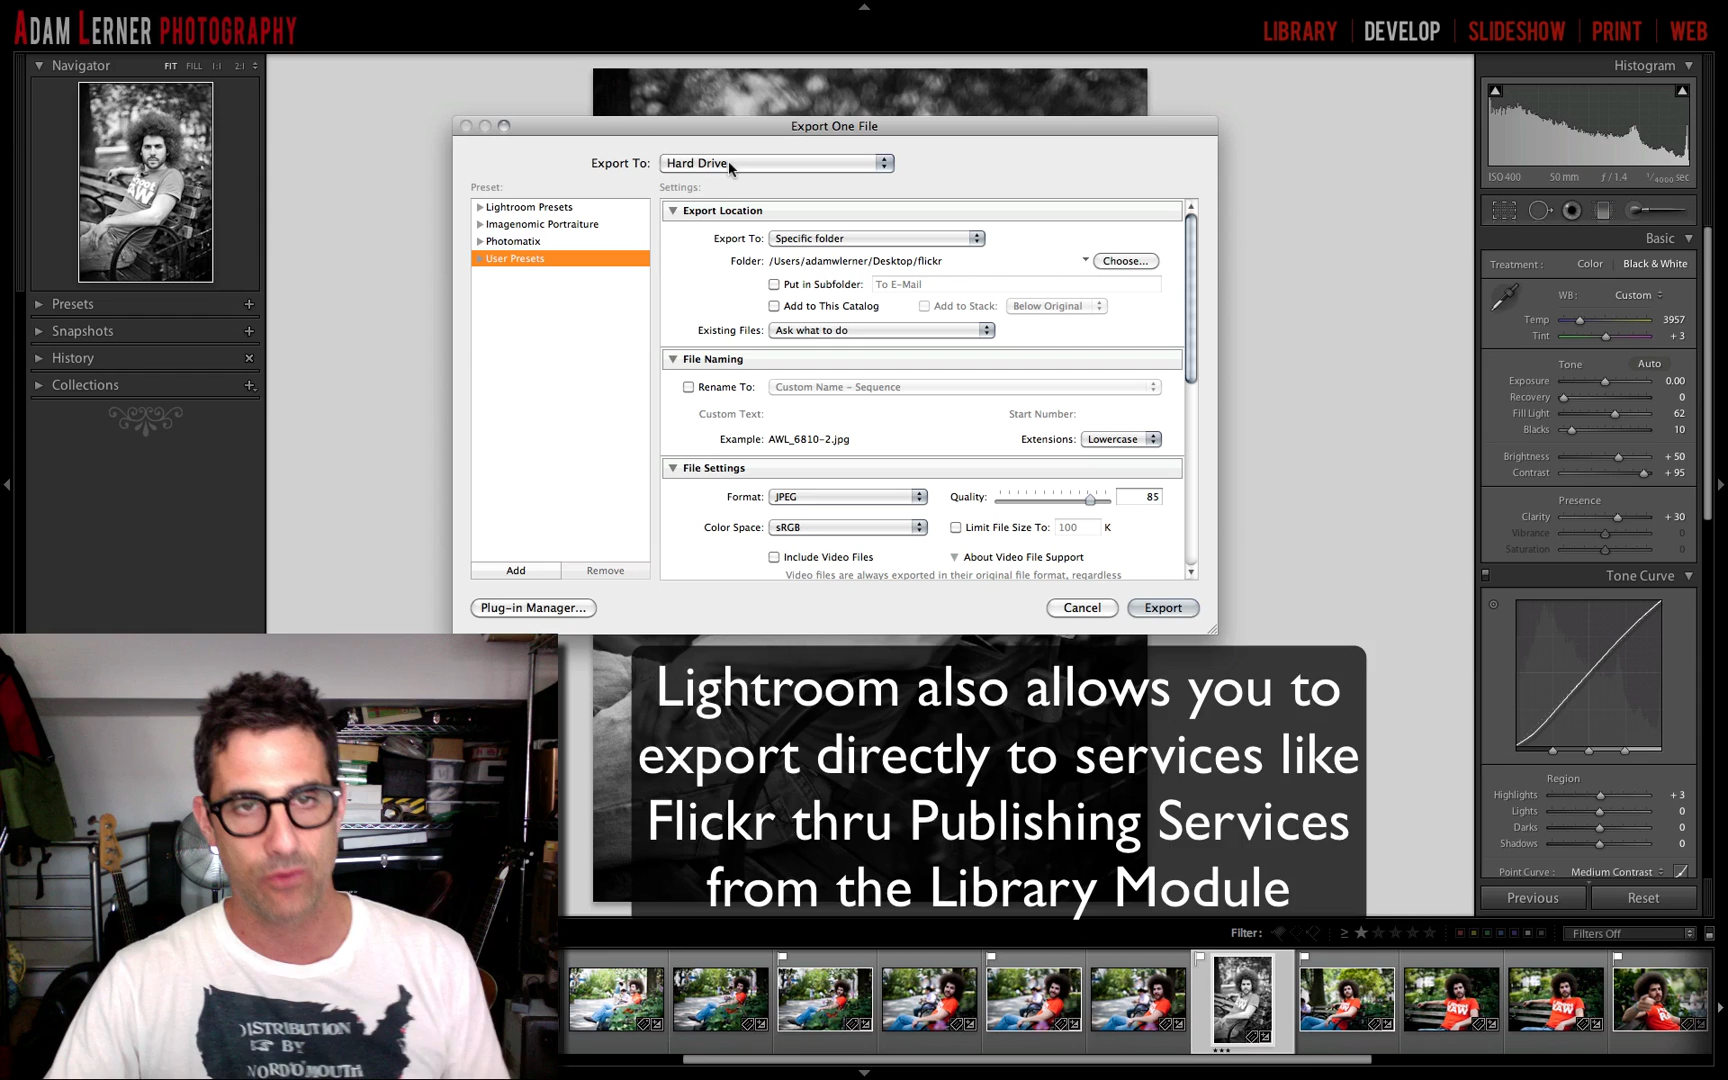 ADAM LERNER PHOTOGRAPHY
LIBRARY | DEVELOP | SLIDESHOW | PRINT | WEB
Navigator FIT FILL 1:1 2:1
Presets
Snapshots
History
Collections
Export One File
Export To: Hard Drive
Preset:
Lightroom Presets
Imagenomic Portraiture
Photomatix
User Presets
Add Remove
Plug-in Manager...
Settings:
Export Location
Export To: Specific folder
Folder: /Users/adamwlerner/Desktop/flickr Choose...
Put in Subfolder: To E-Mail
Add to This Catalog Add to Stack: Below Original
Existing Files: Ask what to do
File Naming
Rename To: Custom Name - Sequence
Custom Text: Start Number:
Example: AWL_6810-2.jpg Extensions: Lowercase
File Settings
Format: JPEG Quality: 85
Color Space: sRGB Limit File Size To: 100 K
Include Video Files About Video File Support
Video files are always exported in their original file format, regardless
Cancel Export
Histogram
ISO 400 50 mm ƒ / 1.4 1/4000 sec
Basic
Treatment : Color Black & White
WB: Custom
Temp 3957
Tint + 3
Tone Auto
Exposure 0.00
Recovery 0
Fill Light 62
Blacks 10
Brightness + 50
Contrast + 95
Presence
Clarity + 30
Vibrance 0
Saturation 0
Tone Curve
Region
Highlights + 3
Lights 0
Darks 0
Shadows 0
Point Curve : Medium Contrast
Previous Reset
Lightroom also allows you to
export directly to services like
Flickr thru Publishing Services
from the Library Module
Filter: ≥ Filters Off
DISTRIBUTION
BY